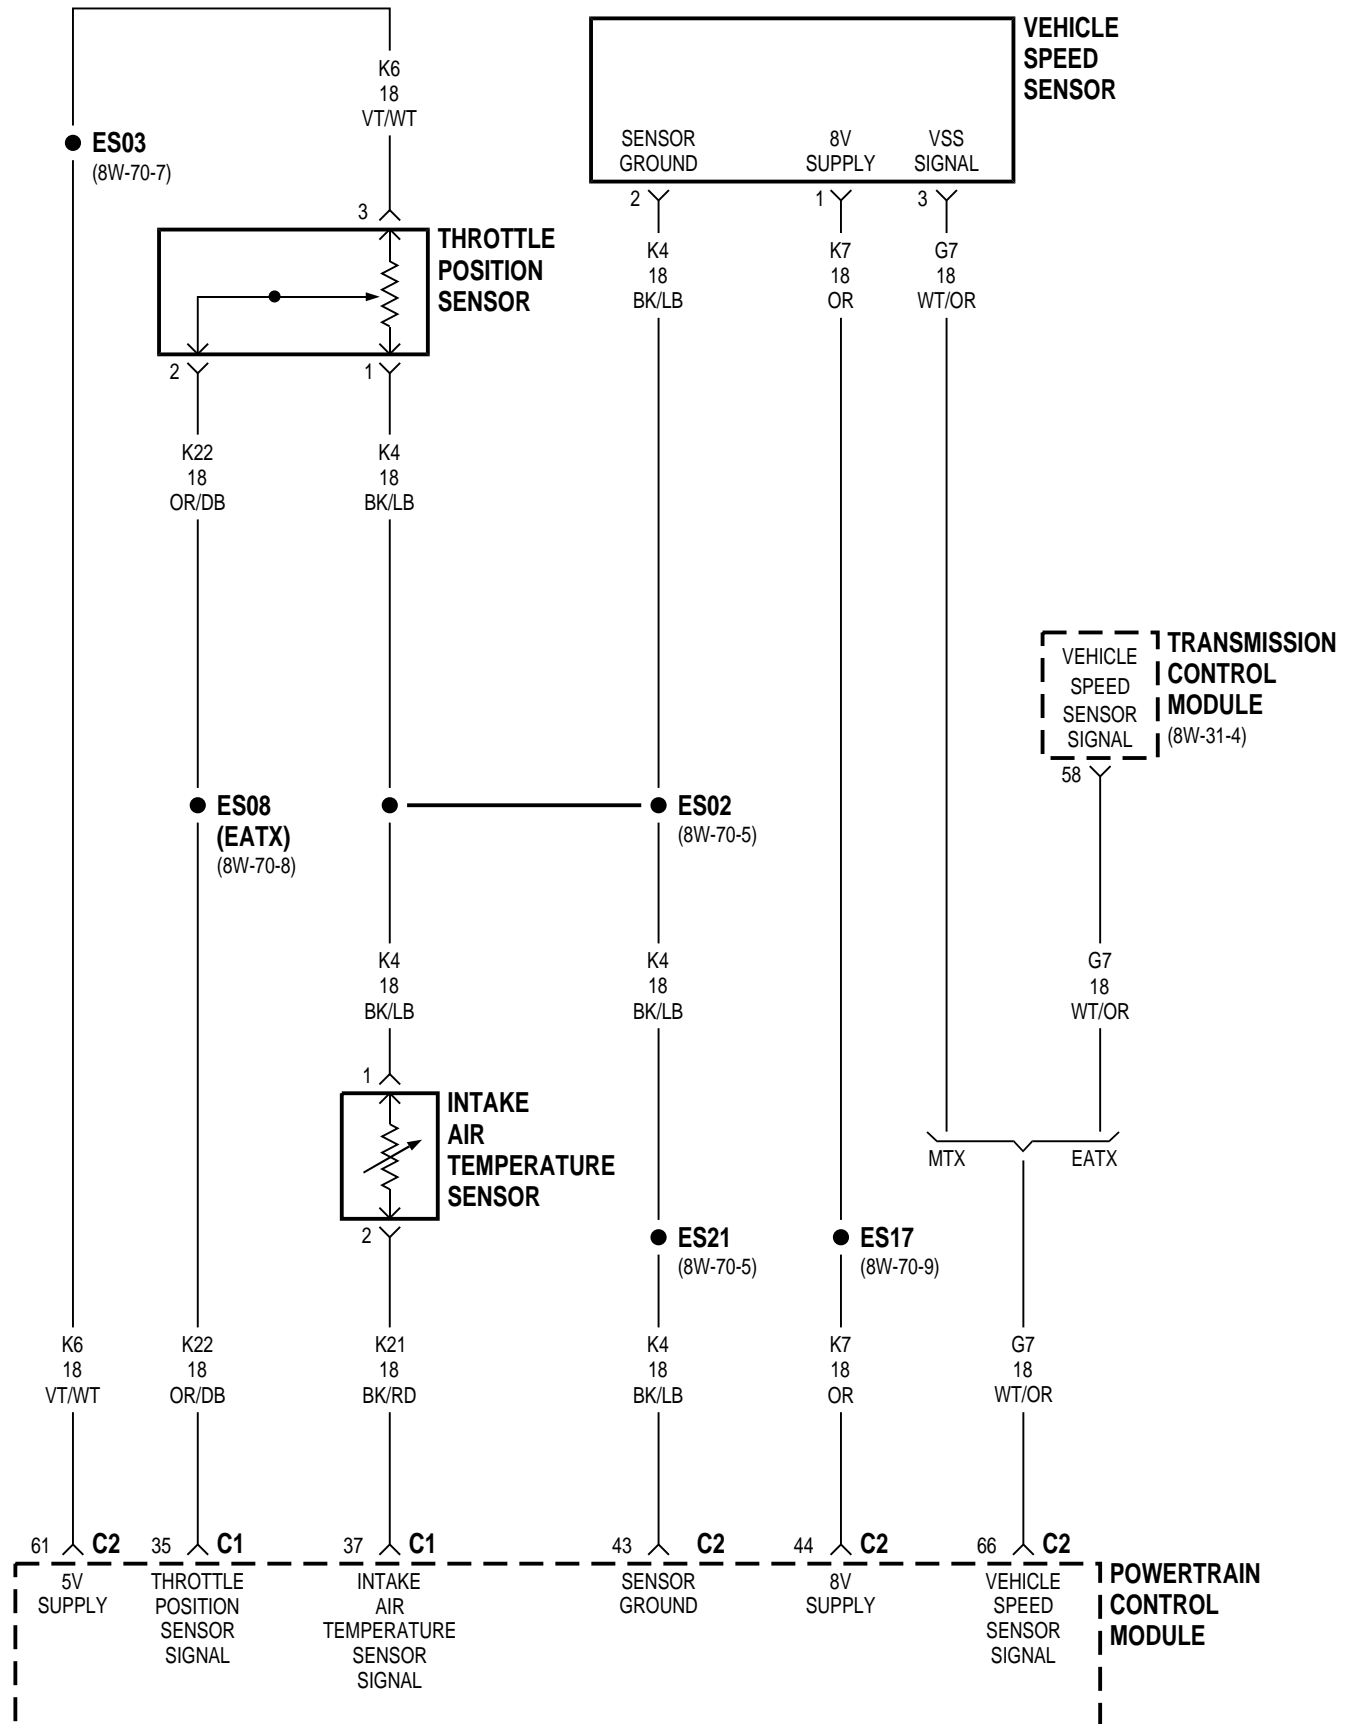 K6
18
VT/WT
ES03
(8W-70-7)
VEHICLE
SPEED
SENSOR
SENSOR
GROUND
8V
SUPPLY
VSS
SIGNAL
2
1
3
K4
18
BK/LB
K7
18
OR
G7
18
WT/OR
3
THROTTLE
POSITION
SENSOR
2
1
K22
18
OR/DB
K4
18
BK/LB
VEHICLE
SPEED
SENSOR
SIGNAL
TRANSMISSION
CONTROL
MODULE
(8W-31-4)
58
ES08
(EATX)
(8W-70-8)
ES02
(8W-70-5)
K4
18
BK/LB
K4
18
BK/LB
G7
18
WT/OR
1
INTAKE
AIR
TEMPERATURE
SENSOR
2
MTX
EATX
ES21
(8W-70-5)
ES17
(8W-70-9)
K6
18
VT/WT
K22
18
OR/DB
K21
18
BK/RD
K4
18
BK/LB
K7
18
OR
G7
18
WT/OR
61 C2
35 C1
37 C1
43 C2
44 C2
66 C2
5V
SUPPLY
THROTTLE
POSITION
SENSOR
SIGNAL
INTAKE
AIR
TEMPERATURE
SENSOR
SIGNAL
SENSOR
GROUND
8V
SUPPLY
VEHICLE
SPEED
SENSOR
SIGNAL
POWERTRAIN
CONTROL
MODULE